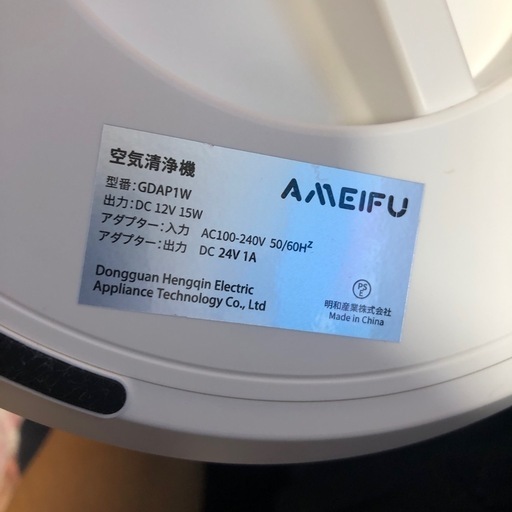 空気清浄機
AMEIFU
型番:GDAP1W
出力:DC 12V 15W
アダプター:入力 AC100-240V 50/60Hz
アダプター:出力 DC 24V 1A
Dongguan Hengqin Electric
Appliance Technology Co., Ltd
PSE
明和産業株式会社
Made in China